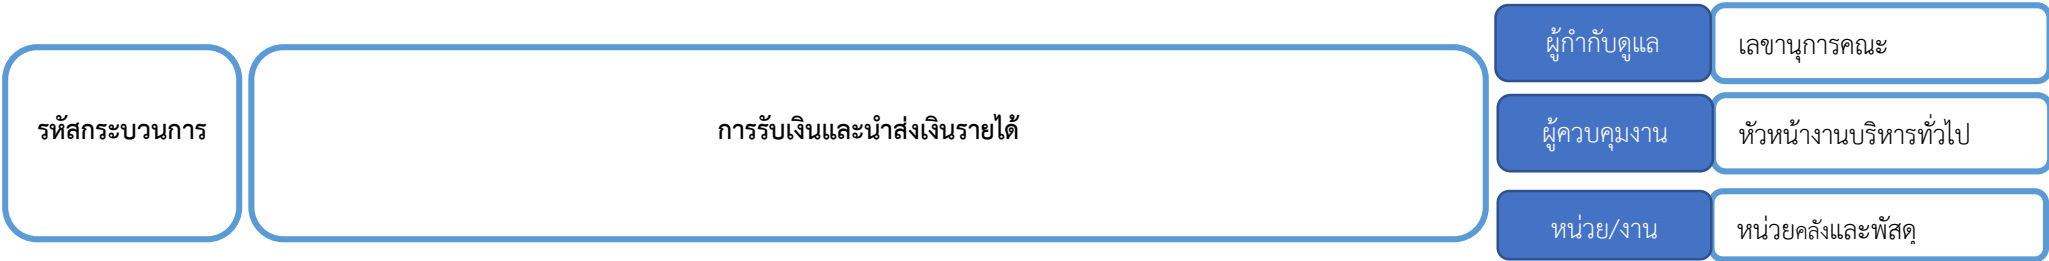 รหัสกระบวนการ
การรับเงินและนำส่งเงินรายได้
ผู้กำกับดูแล
เลขานุการคณะ
ผู้ควบคุมงาน
หัวหน้างานบริหารทั่วไป
หน่วย/งาน
หน่วยคลังและพัสดุ